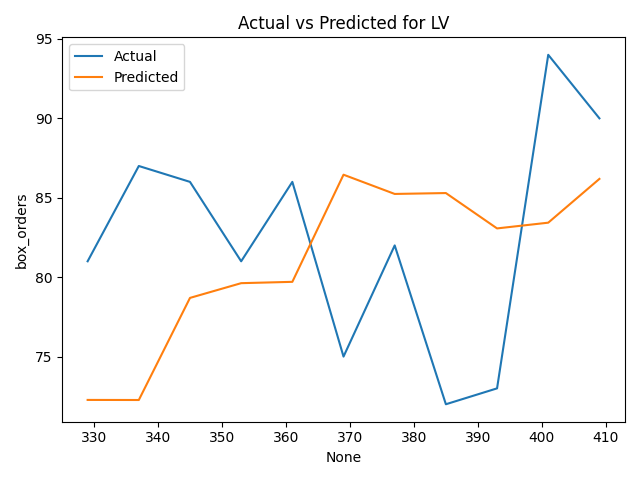 Actual vs Predicted for LV
Actual
Predicted
95
90
85
80
75
box_orders
330 340 350 360 370 380 390 400 410
None